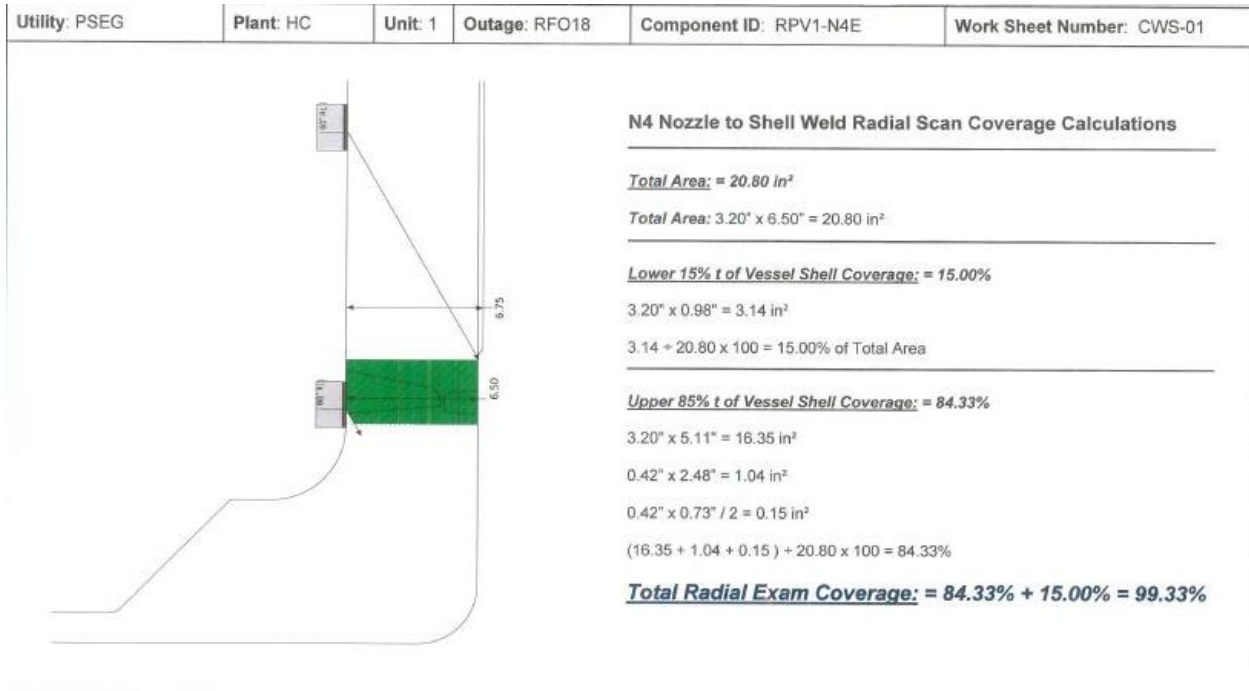 Utility: PSEG Plant: HC Unit: 1 Outage: RFO18 Component ID: RPV1-N4E Work Sheet Number: CWS-01
N4 Nozzle to Shell Weld Radial Scan Coverage Calculations
Total Area: = 20.80 in²
Total Area: 3.20" x 6.50" = 20.80 in²
Lower 15% t of Vessel Shell Coverage: = 15.00%
3.20" x 0.98" = 3.14 in²
3.14 ÷ 20.80 x 100 = 15.00% of Total Area
Upper 85% t of Vessel Shell Coverage: = 84.33%
3.20" x 5.11" = 16.35 in²
0.42" x 2.48" = 1.04 in²
0.42" x 0.73" / 2 = 0.15 in²
(16.35 + 1.04 + 0.15 ) ÷ 20.80 x 100 = 84.33%
Total Radial Exam Coverage: = 84.33% + 15.00% = 99.33%
6.75
6.50